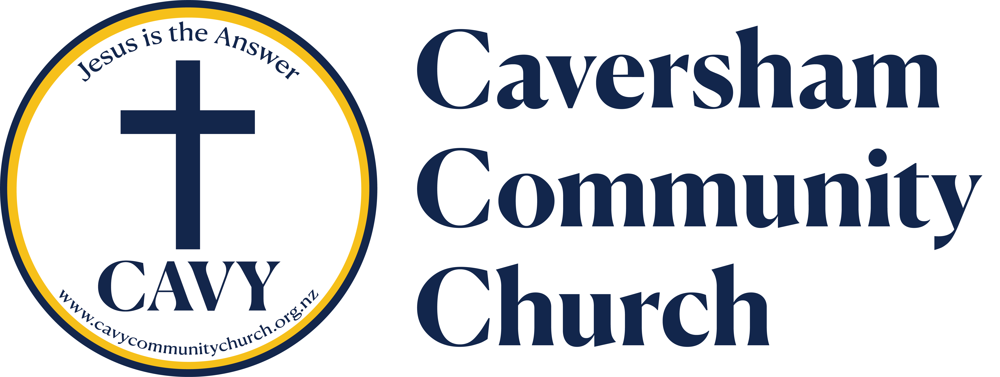 Jesus is the Answer
CAVY
www.cavycommunitychurch.org.nz
Caversham
Community
Church